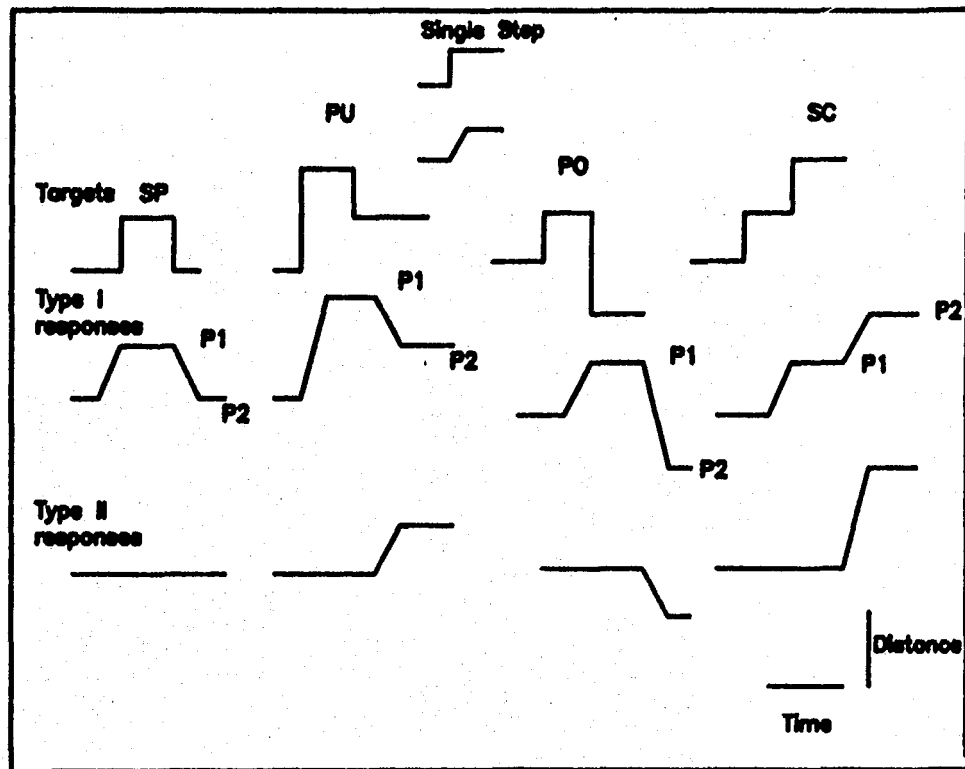 Single Step
PU
SC
PO
Targets SP
Type I
responses
P1
P2
P1
P2
P1
P2
P2
P1
Type II
responses
Distance
Time